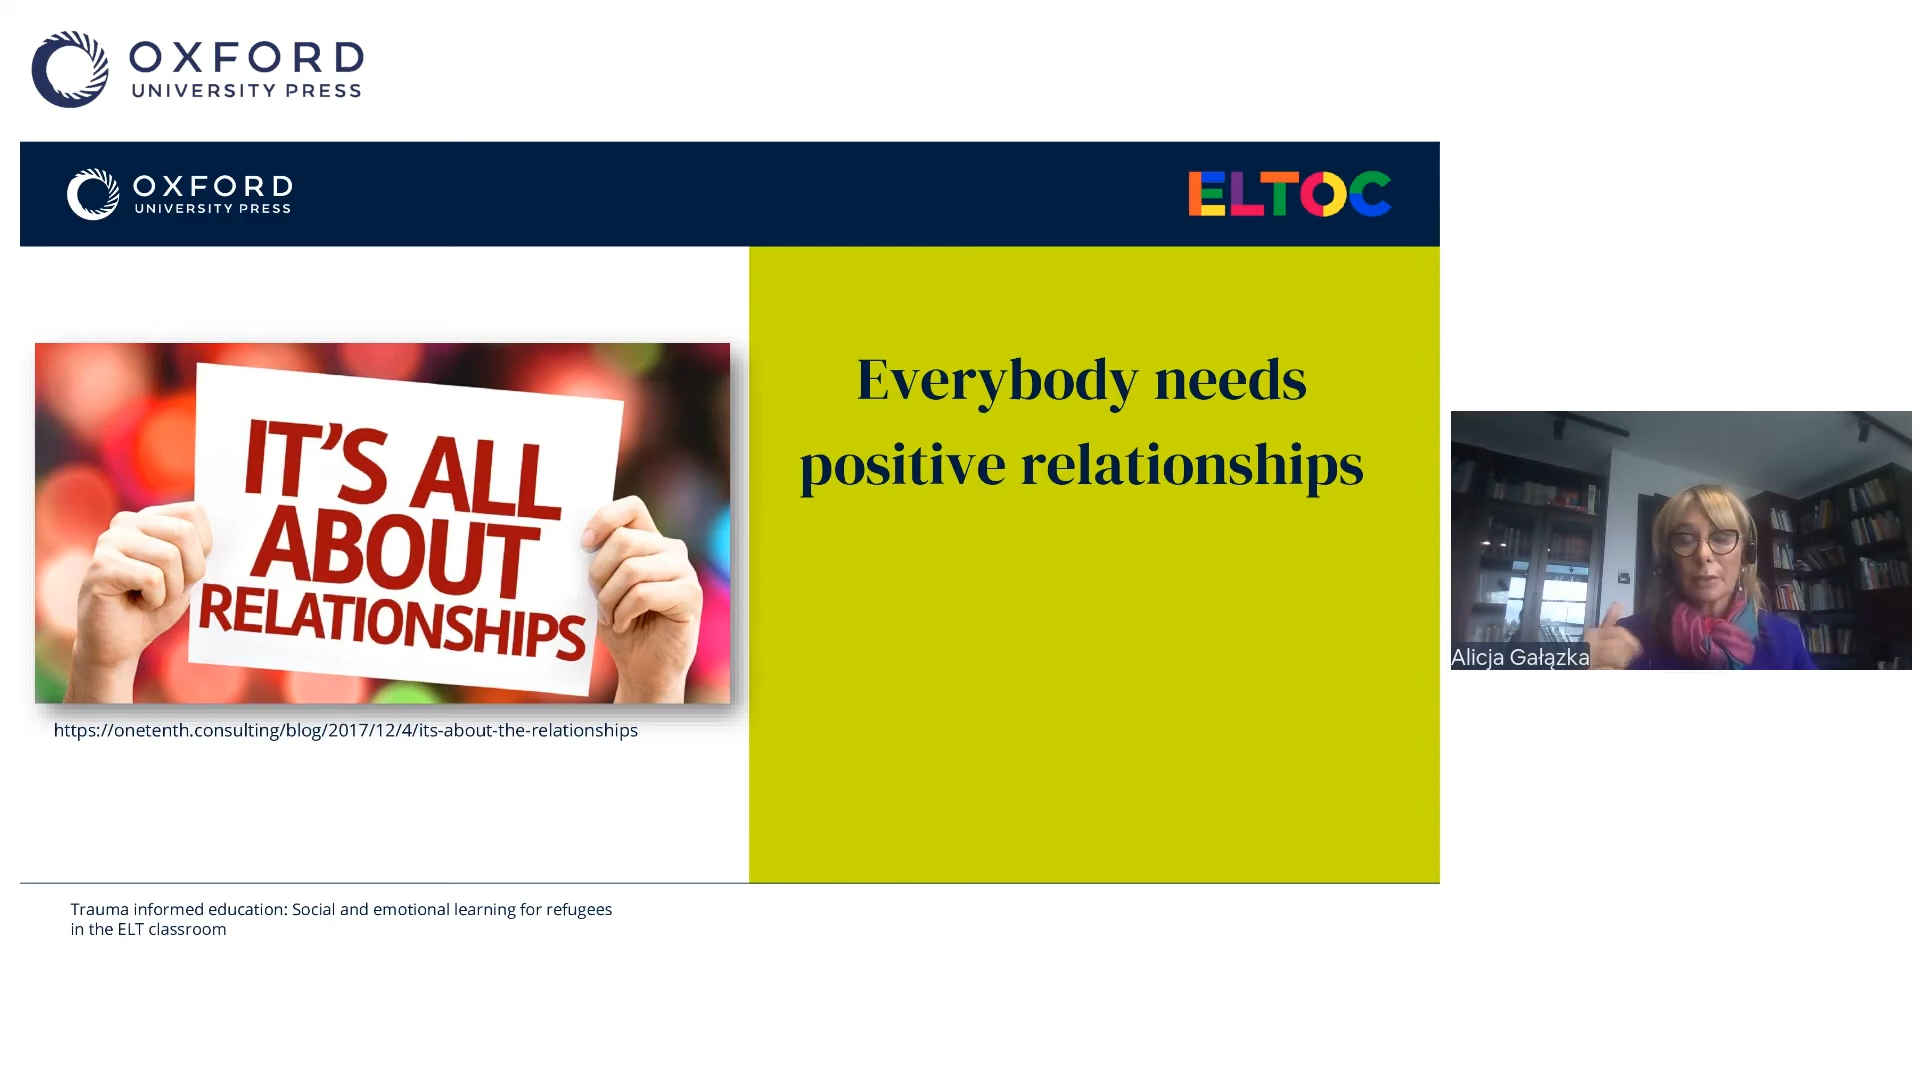 OXFORD
UNIVERSITY PRESS
OXFORD
UNIVERSITY PRESS
ELTOC
IT'S ALL
ABOUT
RELATIONSHIPS
https://onetenth.consulting/blog/2017/12/4/its-about-the-relationships
Everybody needs
positive relationships
Alicja Gałązka
Trauma informed education: Social and emotional learning for refugees
in the ELT classroom